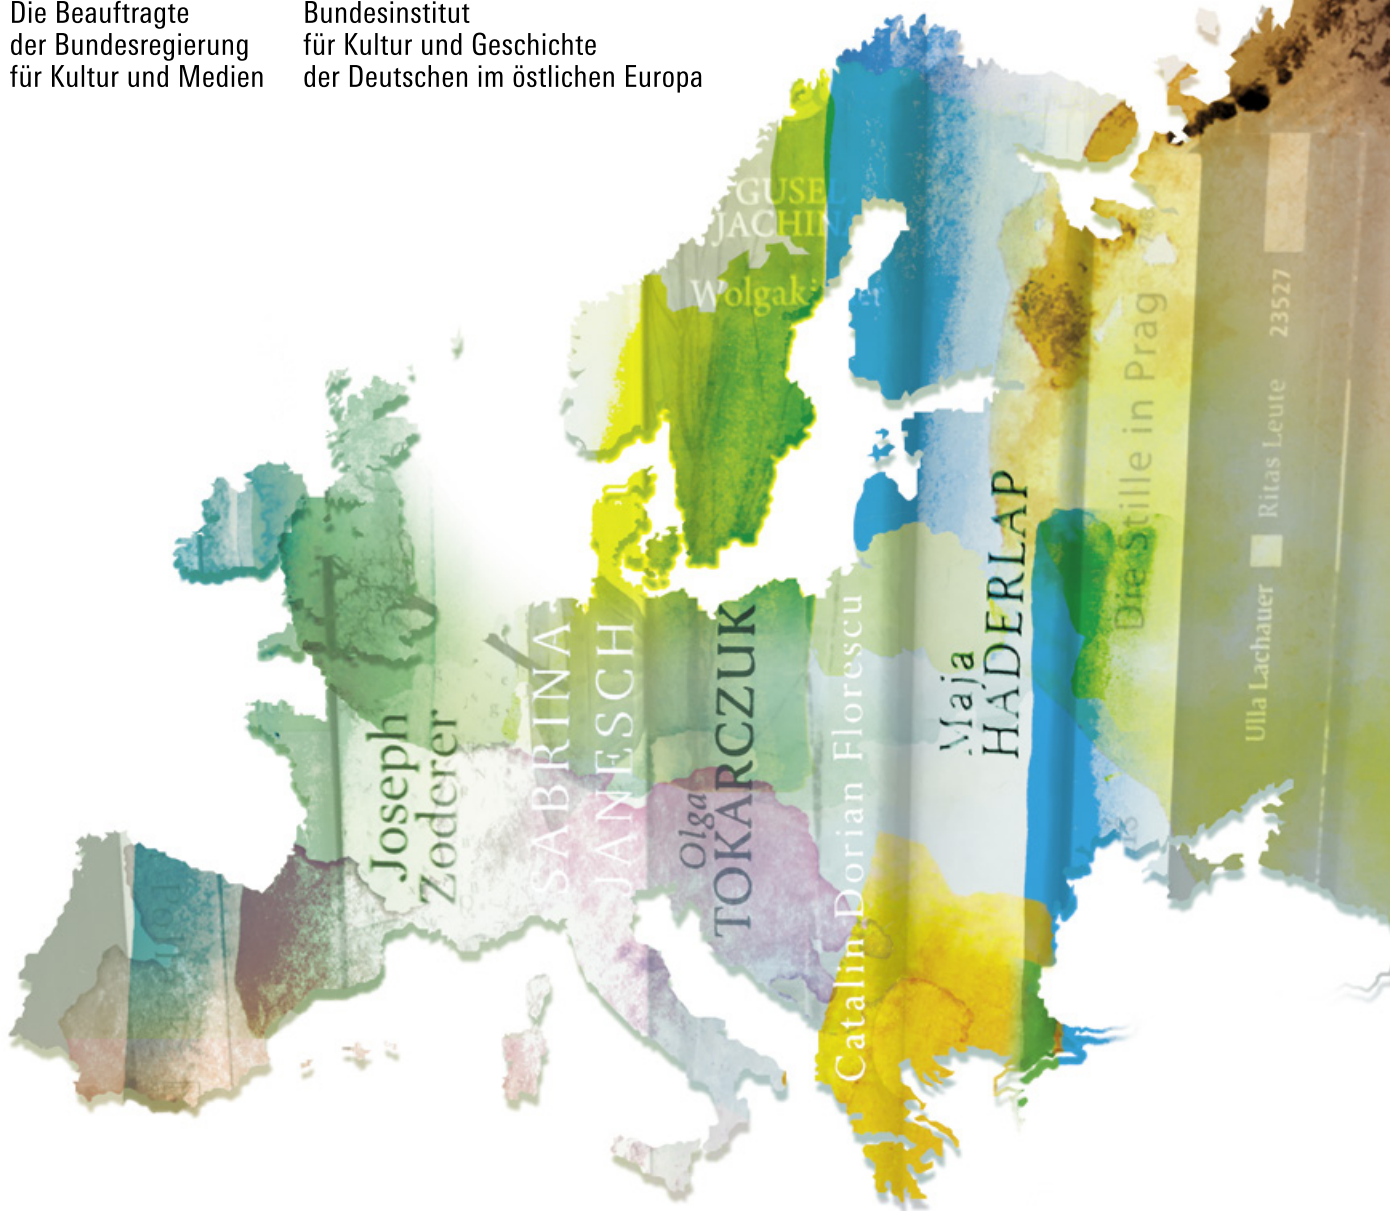 Die Beauftragte
der Bundesregierung
für Kultur und Medien
Bundesinstitut
für Kultur und Geschichte
der Deutschen im östlichen Europa
GUSEL
JACHIN
Wolgaki
Joseph
Zoderer
SABRINA
JANESCH
Olga
TOKARCZUK
Catalin Dorian Florescu
Maja
HADERLAP
Die Stille in Prag
Ulla Lachauer
Ritas Leute
23527